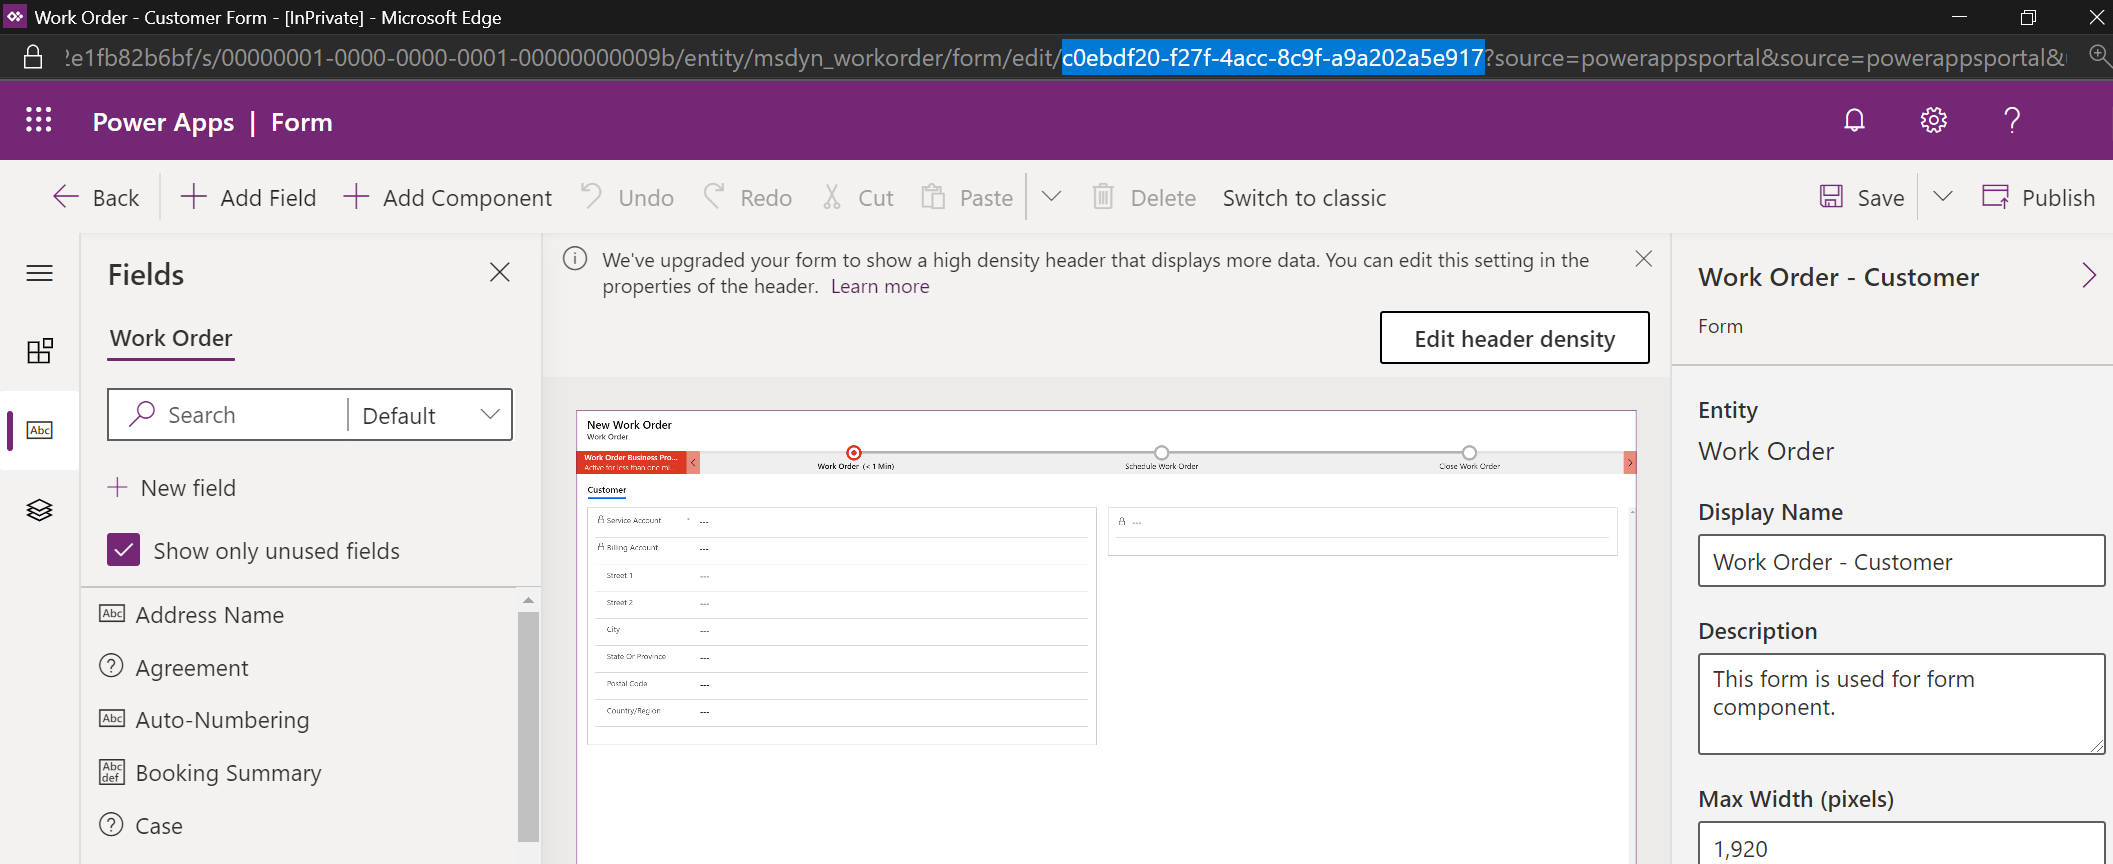 Work Order - Customer Form - [InPrivate] - Microsoft Edge
2e1fb82b6bf/s/00000001-0000-0000-0001-00000000009b/entity/msdyn_workorder/form/edit/c0ebdf20-f27f-4acc-8c9f-a9a202a5e917?source=powerappsportal&source=powerappsportal&
Power Apps | Form
Back
Add Field
Add Component
Undo
Redo
Cut
Paste
Delete
Switch to classic
Save
Publish
Fields
Work Order
Search
Default
New field
Show only unused fields
Abc Address Name
Agreement
Abc Auto-Numbering
Abc def Booking Summary
Case
Abc
We've upgraded your form to show a high density header that displays more data. You can edit this setting in the
properties of the header. Learn more
Edit header density
New Work Order
Work Order
Work Order Business Pro...
Active for less than one mi...
Work Order (< 1 Min)
Schedule Work Order
Close Work Order
Customer
Service Account * ---
Billing Account ---
Street 1 ---
Street 2 ---
City ---
State Or Province ---
Postal Code ---
Country/Region ---
---
Work Order - Customer
Form
Entity
Work Order
Display Name
Work Order - Customer
Description
This form is used for form
component.
Max Width (pixels)
1,920